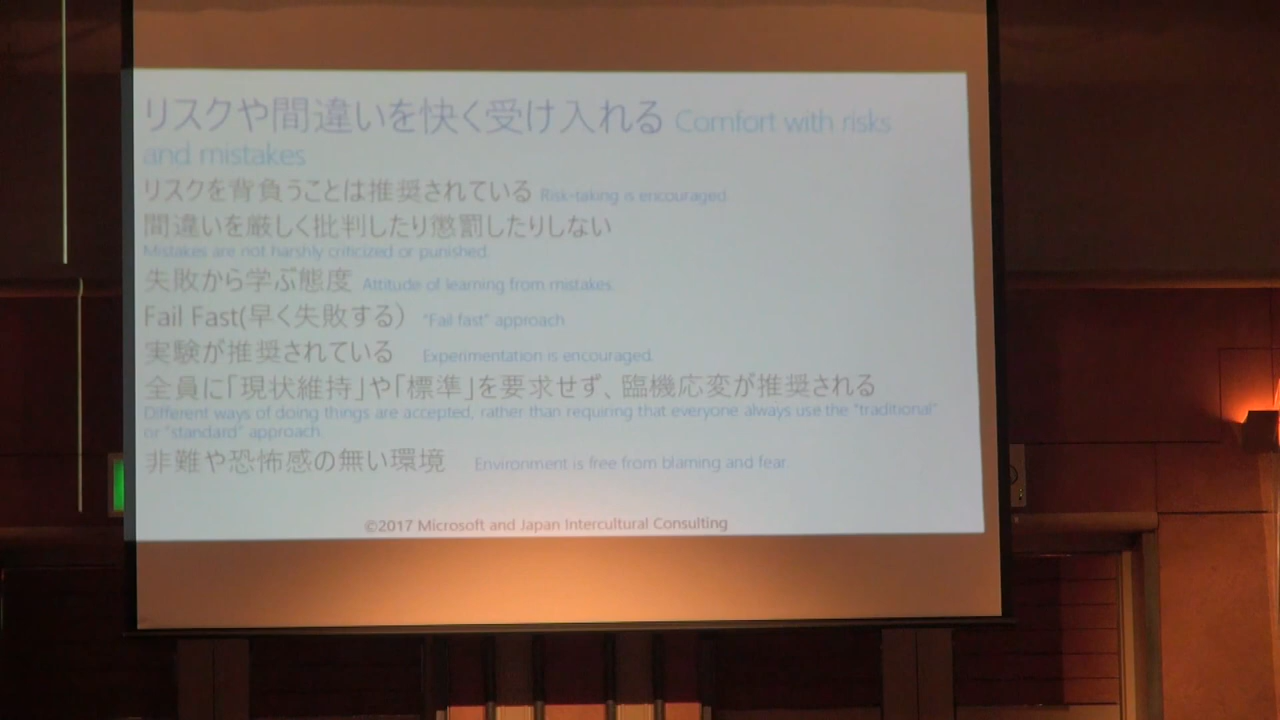 リスクや間違いを快く受け入れる Comfort with risks
and mistakes
リスクを背負うことは推奨されている Risk-taking is encouraged.
間違いを厳しく批判したり懲罰したりしない
Mistakes are not harshly criticized or punished.
失敗から学ぶ態度 Attitude of learning from mistakes.
Fail Fast(早く失敗する） "Fail fast" approach
実験が推奨されている Experimentation is encouraged.
全員に「現状維持」や「標準」を要求せず、臨機応変が推奨される
Different ways of doing things are accepted, rather than requiring that everyone always use the "traditional"
or "standard" approach.
非難や恐怖感の無い環境 Environment is free from blaming and fear.
©2017 Microsoft and Japan Intercultural Consulting